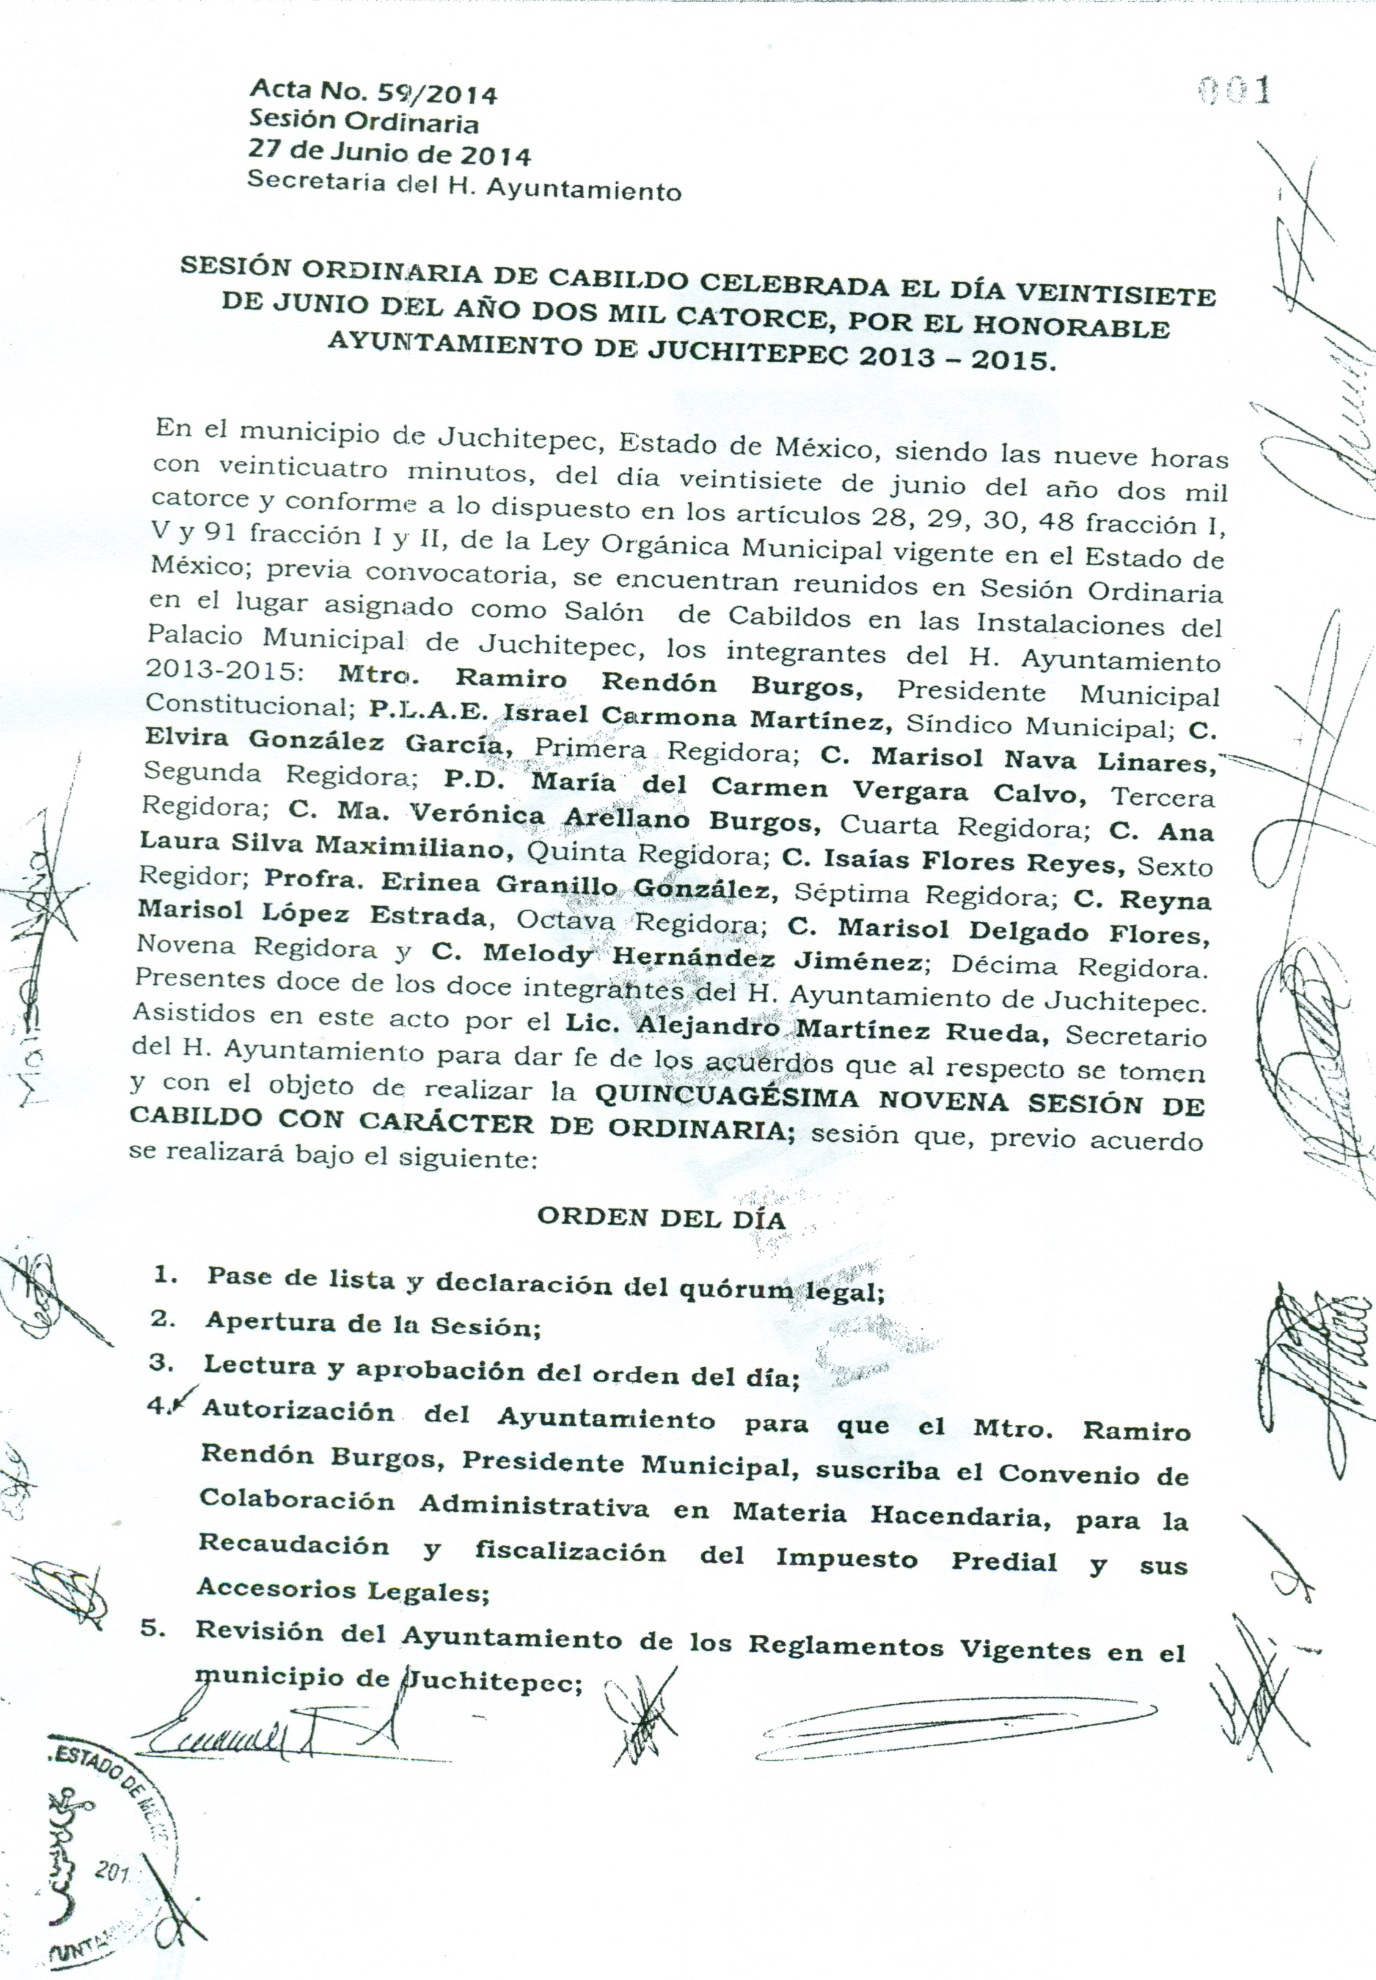 001
Acta No. 59/2014
Sesión Ordinaria
27 de Junio de 2014
Secretaria del H. Ayuntamiento
SESIÓN ORDINARIA DE CABILDO CELEBRADA EL DÍA VEINTISIETE
DE JUNIO DEL AÑO DOS MIL CATORCE, POR EL HONORABLE
AYUNTAMIENTO DE JUCHITEPEC 2013 – 2015.
En el municipio de Juchitepec, Estado de México, siendo las nueve horas
con veinticuatro minutos, del día veintisiete de junio del año dos mil
catorce y conforme a lo dispuesto en los artículos 28, 29, 30, 48 fracción I,
V y 91 fracción I y II, de la Ley Orgánica Municipal vigente en el Estado de
México; previa convocatoria, se encuentran reunidos en Sesión Ordinaria
en el lugar asignado como Salón de Cabildos en las Instalaciones del
Palacio Municipal de Juchitepec, los integrantes del H. Ayuntamiento
2013-2015: Mtro. Ramiro Rendón Burgos, Presidente Municipal
Constitucional; P.L.A.E. Israel Carmona Martínez, Síndico Municipal; C.
Elvira González García, Primera Regidora; C. Marisol Nava Linares,
Segunda Regidora; P.D. María del Carmen Vergara Calvo, Tercera
Regidora; C. Ma. Verónica Arellano Burgos, Cuarta Regidora; C. Ana
Laura Silva Maximiliano, Quinta Regidora; C. Isaías Flores Reyes, Sexto
Regidor; Profra. Erinea Granillo González, Séptima Regidora; C. Reyna
Marisol López Estrada, Octava Regidora; C. Marisol Delgado Flores,
Novena Regidora y C. Melody Hernández Jiménez; Décima Regidora.
Presentes doce de los doce integrantes del H. Ayuntamiento de Juchitepec.
Asistidos en este acto por el Lic. Alejandro Martínez Rueda, Secretario
del H. Ayuntamiento para dar fe de los acuerdos que al respecto se tomen
y con el objeto de realizar la QUINCUAGÉSIMA NOVENA SESIÓN DE
CABILDO CON CARÁCTER DE ORDINARIA; sesión que, previo acuerdo
se realizará bajo el siguiente:
ORDEN DEL DÍA
1. Pase de lista y declaración del quórum legal;
2. Apertura de la Sesión;
3. Lectura y aprobación del orden del día;
4. Autorización del Ayuntamiento para que el Mtro. Ramiro
Rendón Burgos, Presidente Municipal, suscriba el Convenio de
Colaboración Administrativa en Materia Hacendaria, para la
Recaudación y fiscalización del Impuesto Predial y sus
Accesorios Legales;
5. Revisión del Ayuntamiento de los Reglamentos Vigentes en el
municipio de Juchitepec;
ESTADO DE
201